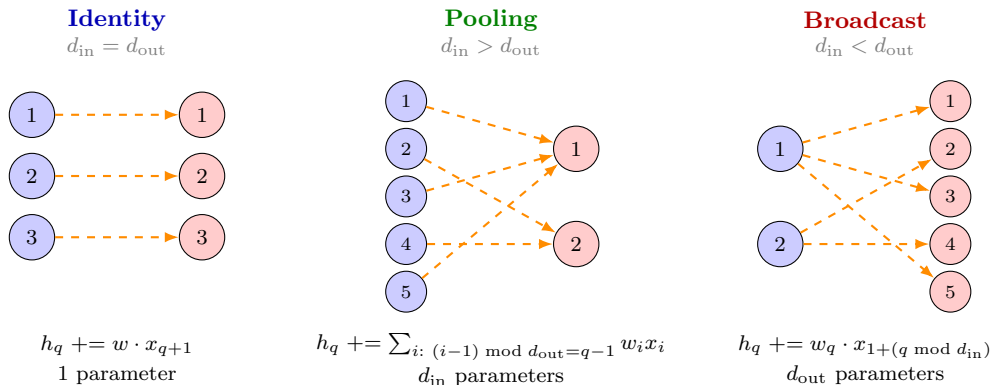 Identity
d_in = d_out
1 1
2 2
3 3
h_q += w · x_{q+1}
1 parameter
Pooling
d_in > d_out
1
2
3
4
5
1
2
h_q += ∑_{i: (i−1) mod d_out=q−1} w_i x_i
d_in parameters
Broadcast
d_in < d_out
1
2
1
2
3
4
5
h_q += w_q · x_{1+(q mod d_in)}
d_out parameters